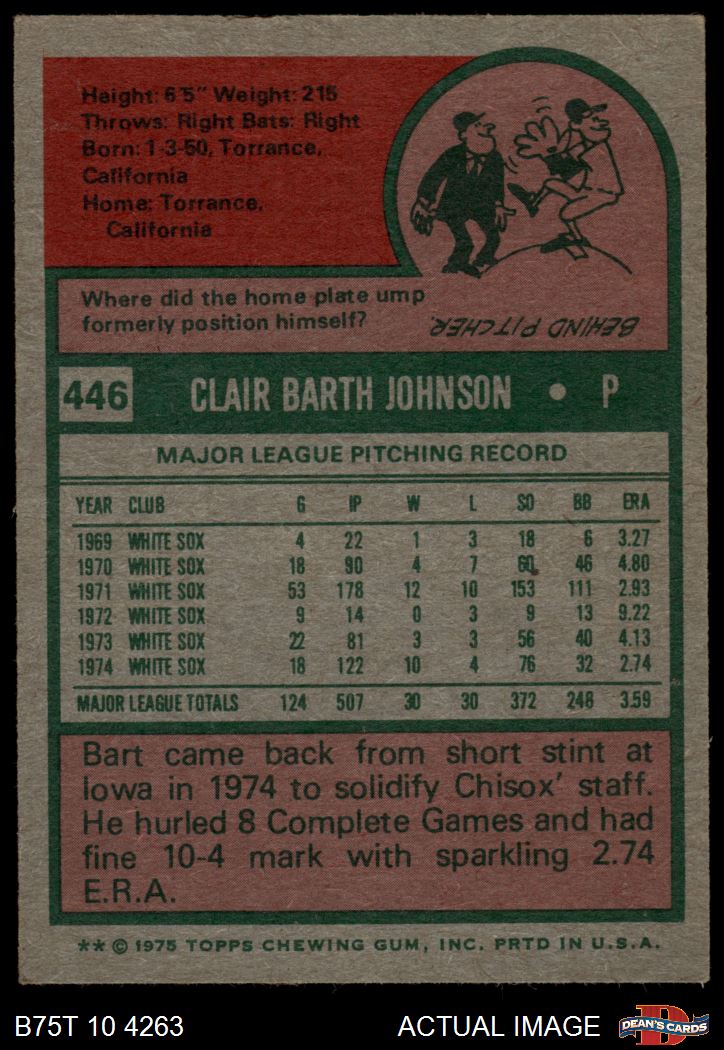 Height: 6'5" Weight: 215
Throws: Right Bats: Right
Born: 1-3-50, Torrance,
California
Home: Torrance,
California
Where did the home plate ump
formerly position himself?
BEHIND PITCHER.
446 CLAIR BARTH JOHNSON • P
MAJOR LEAGUE PITCHING RECORD
YEAR CLUB G IP W L SO BB ERA
1969 WHITE SOX 4 22 1 3 18 6 3.27
1970 WHITE SOX 18 90 4 7 60 46 4.80
1971 WHITE SOX 53 178 12 10 153 111 2.93
1972 WHITE SOX 9 14 0 3 9 13 9.22
1973 WHITE SOX 22 81 3 3 56 40 4.13
1974 WHITE SOX 18 122 10 4 76 32 2.74
MAJOR LEAGUE TOTALS 124 507 30 30 372 248 3.59
Bart came back from short stint at
Iowa in 1974 to solidify Chisox' staff.
He hurled 8 Complete Games and had
fine 10-4 mark with sparkling 2.74
E.R.A.
** © 1975 TOPPS CHEWING GUM, INC. PRTD IN U.S.A.
B75T 10 4263 ACTUAL IMAGE D DEAN'S CARDS